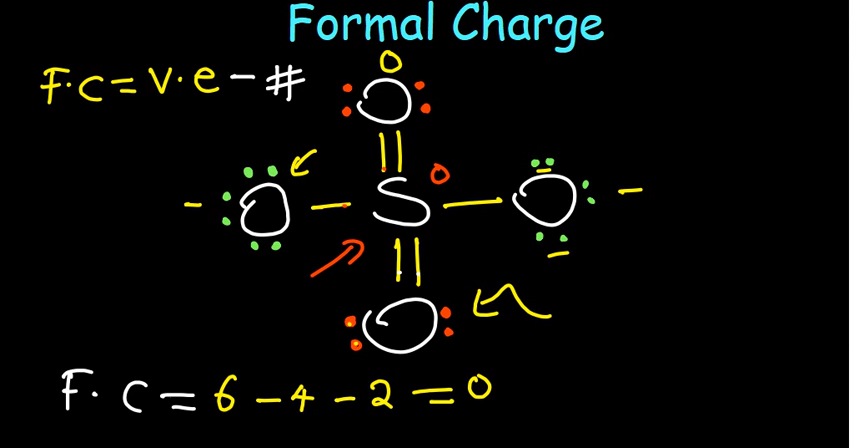 Formal Charge
F.C = V.e - #
O
O
S
O
- O - S - O -
O
F. C = 6 - 4 - 2 = 0